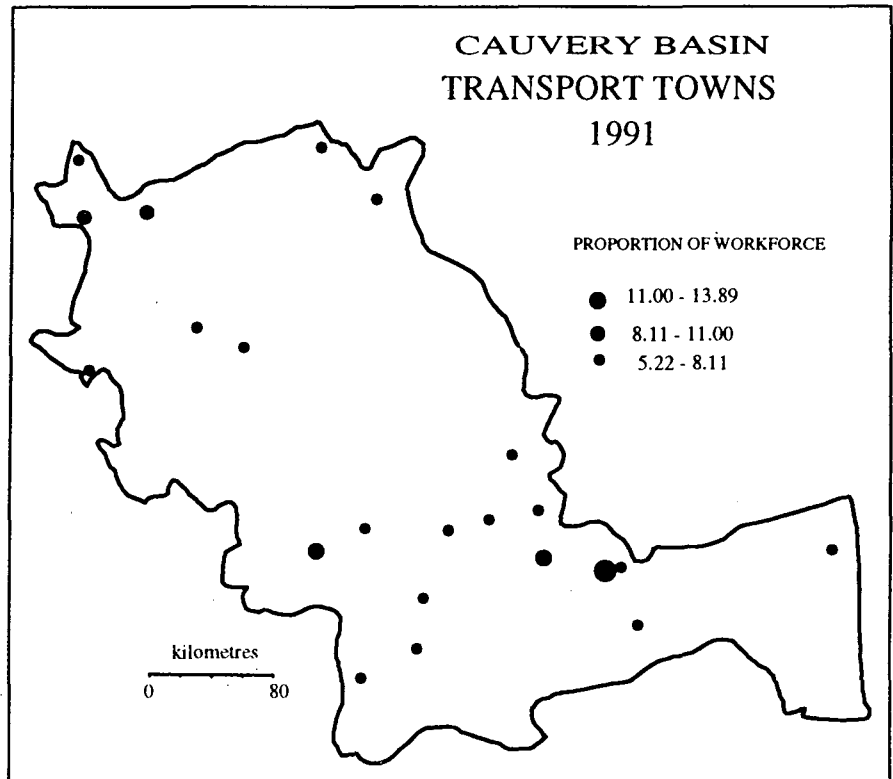 CAUVERY BASIN
TRANSPORT TOWNS
1991
PROPORTION OF WORKFORCE
11.00 - 13.89
8.11 - 11.00
5.22 - 8.11
kilometres
0 80